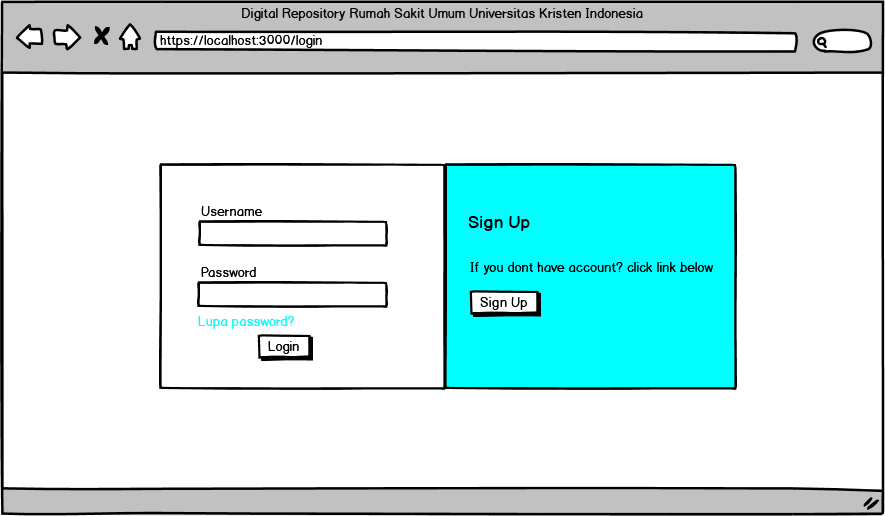 Digital Repository Rumah Sakit Umum Universitas Kristen Indonesia
https://localhost:3000/login
Username
Password
Lupa password?
Login
Sign Up
If you dont have account? click link below
Sign Up